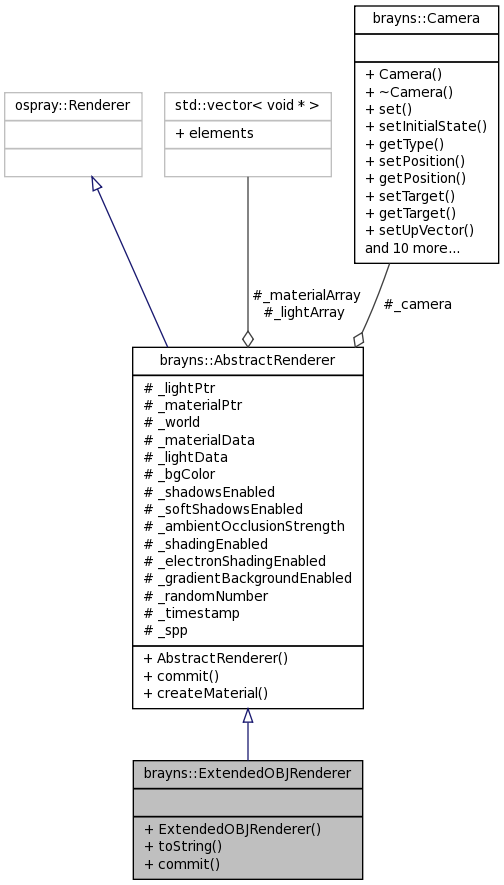 brayns::Camera
+ Camera()
+ ~Camera()
+ set()
+ setInitialState()
+ getType()
+ setPosition()
+ getPosition()
+ setTarget()
+ getTarget()
+ setUpVector()
and 10 more...
ospray::Renderer
std::vector< void * >
+ elements
#_materialArray
#_lightArray
#_camera
brayns::AbstractRenderer
# _lightPtr
# _materialPtr
# _world
# _materialData
# _lightData
# _bgColor
# _shadowsEnabled
# _softShadowsEnabled
# _ambientOcclusionStrength
# _shadingEnabled
# _electronShadingEnabled
# _gradientBackgroundEnabled
# _randomNumber
# _timestamp
# _spp
+ AbstractRenderer()
+ commit()
+ createMaterial()
brayns::ExtendedOBJRenderer
+ ExtendedOBJRenderer()
+ toString()
+ commit()